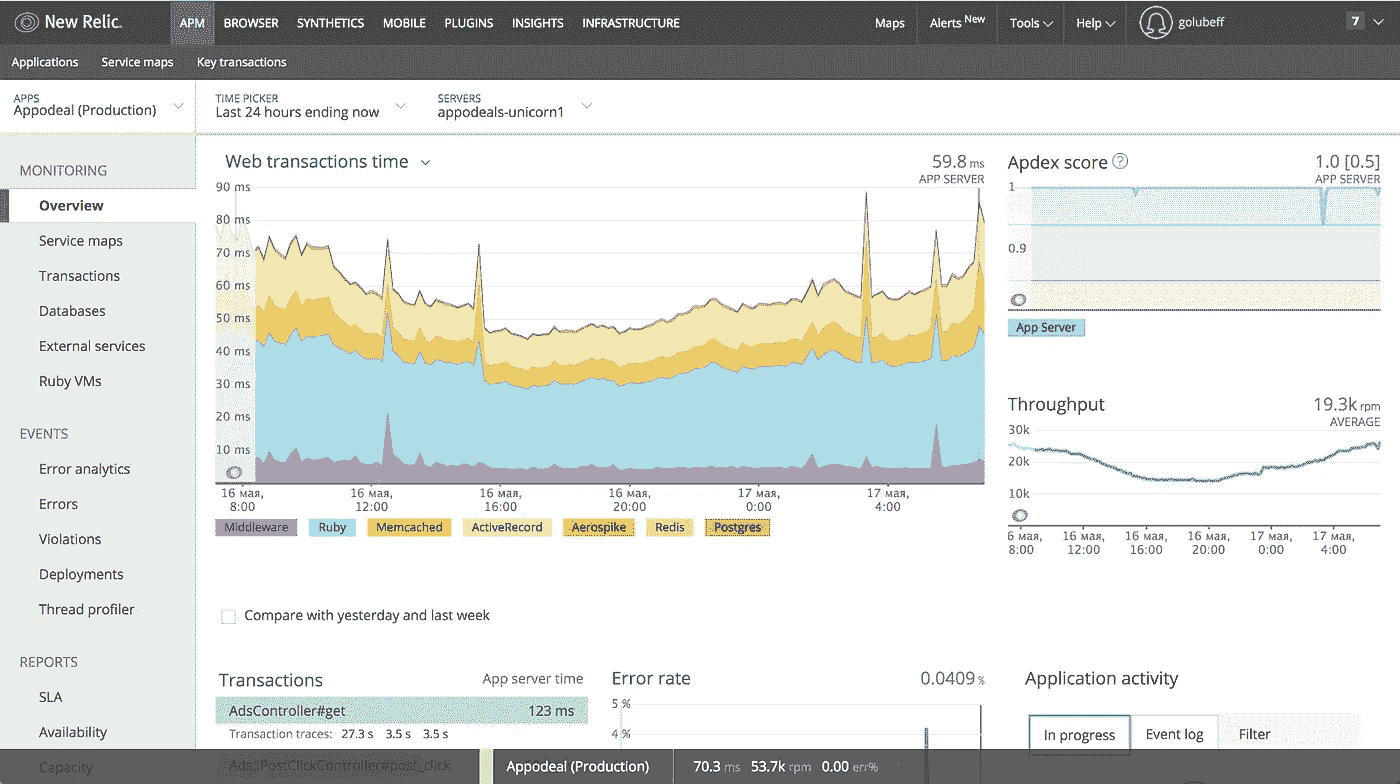 New Relic.
APM BROWSER SYNTHETICS MOBILE PLUGINS INSIGHTS INFRASTRUCTURE
Maps Alerts New Tools Help golubeff 7
Applications Service maps Key transactions
APPS
Appodeal (Production)
TIME PICKER
Last 24 hours ending now
SERVERS
appodeals-unicorn1
MONITORING
Overview
Service maps
Transactions
Databases
External services
Ruby VMs
EVENTS
Error analytics
Errors
Violations
Deployments
Thread profiler
REPORTS
SLA
Availability
Capacity
Web transactions time
59.8 ms
APP SERVER
90 ms
80 ms
70 ms
60 ms
50 ms
40 ms
30 ms
20 ms
10 ms
16 мая, 16 мая, 16 мая, 16 мая, 17 мая, 17 мая,
8:00 12:00 16:00 20:00 0:00 4:00
Middleware Ruby Memcached ActiveRecord Aerospike Redis Postgres
Compare with yesterday and last week
Apdex score ?
1.0 [0.5]
APP SERVER
1
0.9
App Server
Throughput
19.3k rpm
AVERAGE
30k
20k
10k
6 мая, 16 мая, 16 мая, 16 мая, 17 мая, 17 мая,
8:00 12:00 16:00 20:00 0:00 4:00
Transactions App server time
AdsController#get 123 ms
Transaction traces: 27.3 s 3.5 s 3.5 s
Ads::PostClickController#post_click
Error rate 0.0409 %
5 %
4 %
Application activity
In progress Event log Filter
Appodeal (Production) 70.3 ms 53.7k rpm 0.00 err%